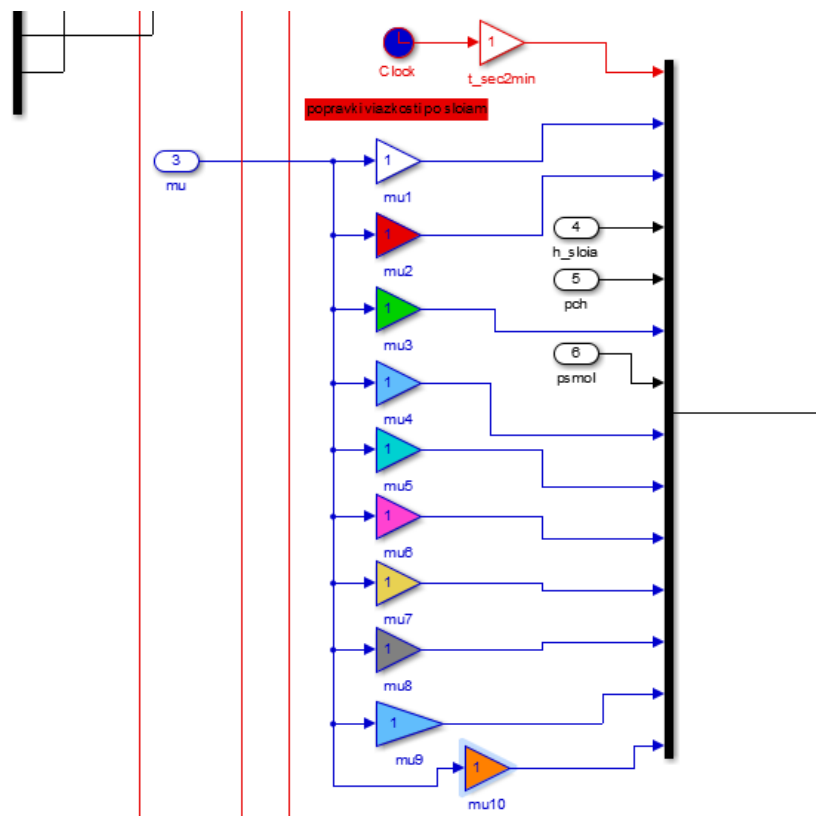 1
Clock
t_sec2min
popravki viazkosti po sloiam
3
mu
1
mu1
1
mu2
4
h_sloia
5
pch
1
mu3
6
psmol
1
mu4
1
mu5
1
mu6
1
mu7
1
mu8
1
mu9
1
mu10